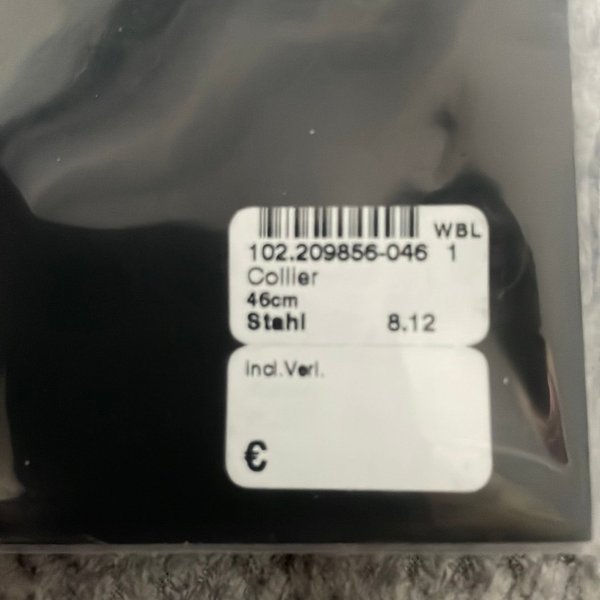 WBL
102.209856-046 1
Collier
46cm
Stahl 8.12
incl.Verl.
€